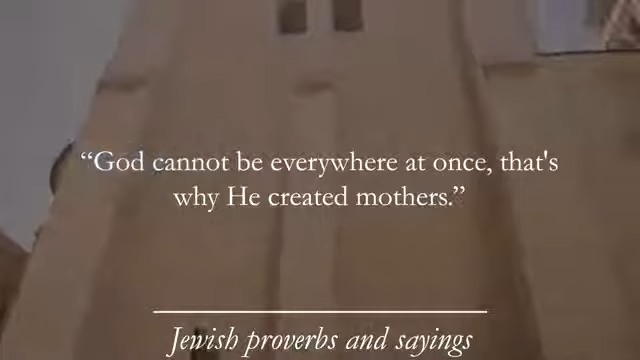 “God cannot be everywhere at once, that's
why He created mothers.”
Jewish proverbs and sayings